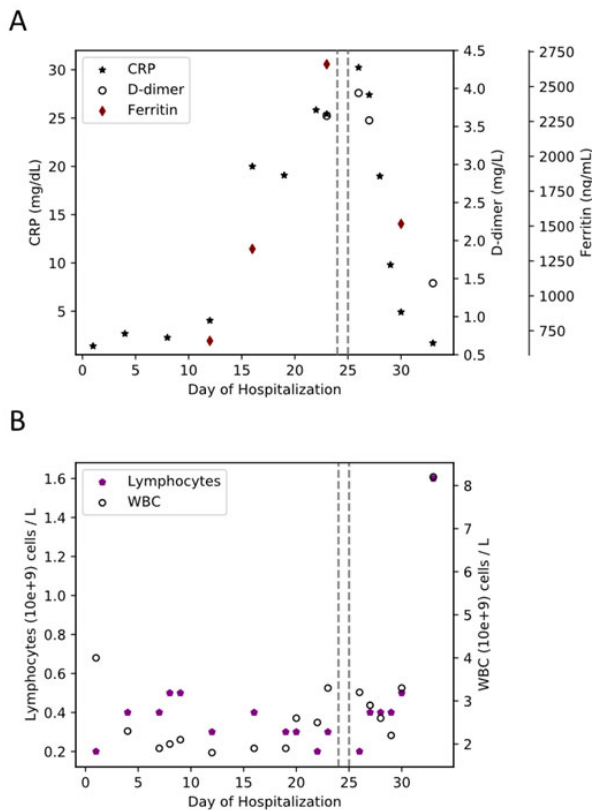 A
CRP
D-dimer
Ferritin
CRP (mg/dL)
30
25
20
15
10
5
4.5
4.0
3.5
3.0
2.5
2.0
1.5
1.0
0.5
D-dimer (mg/L)
2750
2500
2250
2000
1750
1500
1250
1000
750
Ferritin (ng/mL)
0 5 10 15 20 25 30
Day of Hospitalization
B
Lymphocytes
WBC
Lymphocytes (10e+9) cells / L
1.6
1.4
1.2
1.0
0.8
0.6
0.4
0.2
8
7
6
5
4
3
2
WBC (10e+9) cells / L
0 5 10 15 20 25 30
Day of Hospitalization